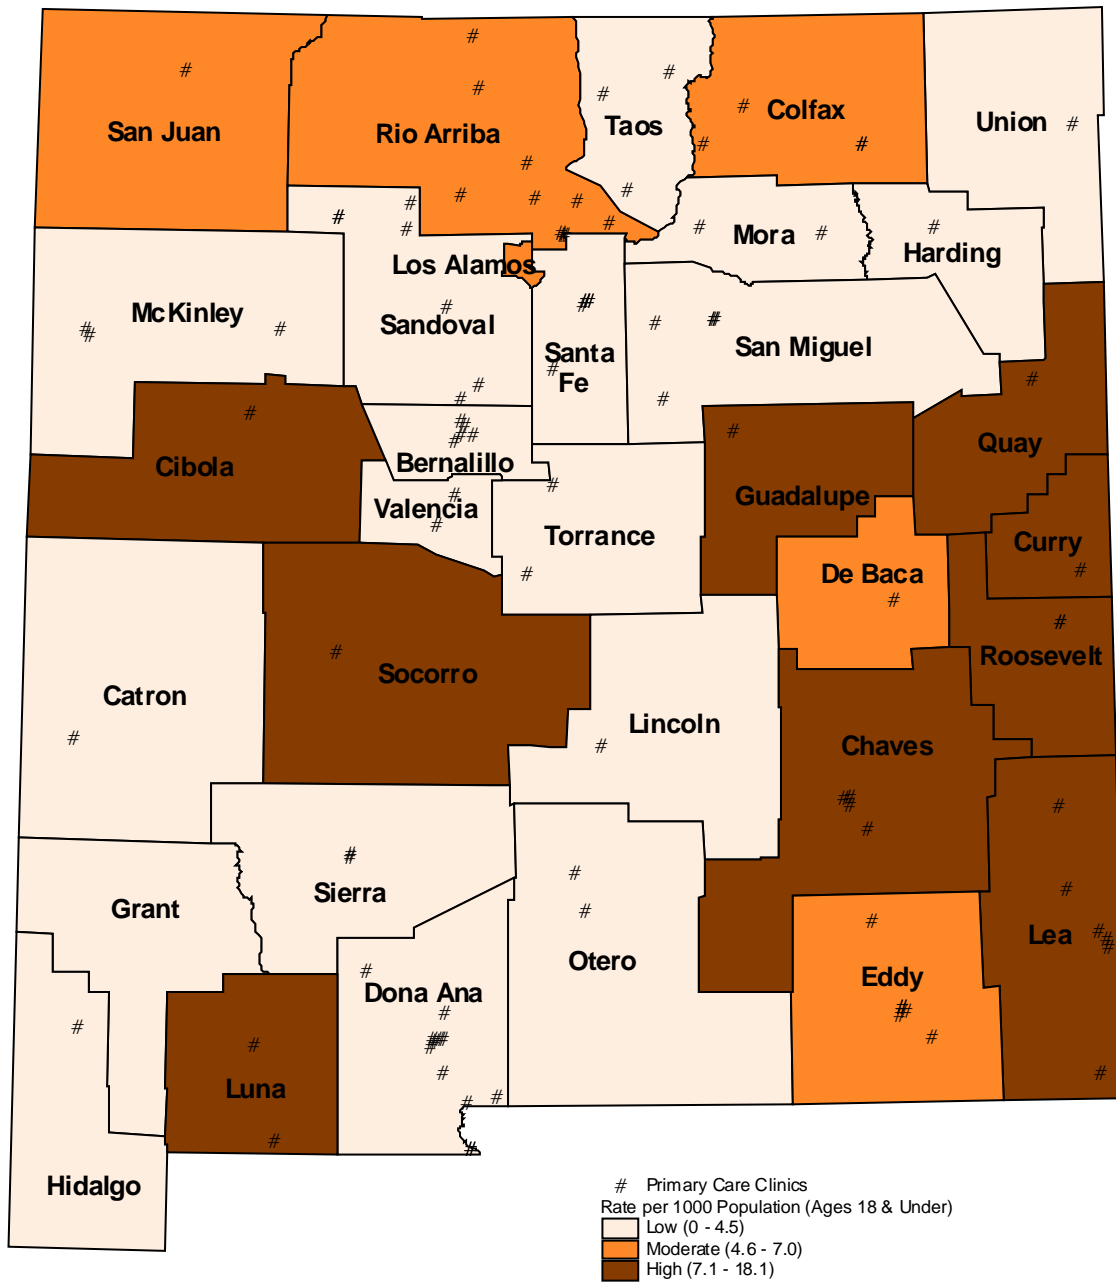 San Juan
Rio Arriba
Taos
Colfax
Union
Mora
Harding
Los Alamos
McKinley
Sandoval
San Miguel
Santa
Fe
Cibola
Bernalillo
Quay
Guadalupe
Valencia
Torrance
Curry
De Baca
Socorro
Roosevelt
Catron
Lincoln
Chaves
Sierra
Grant
Otero
Lea
Dona Ana
Eddy
Luna
Hidalgo
# Primary Care Clinics
Rate per 1000 Population (Ages 18 & Under)
Low (0 - 4.5)
Moderate (4.6 - 7.0)
High (7.1 - 18.1)